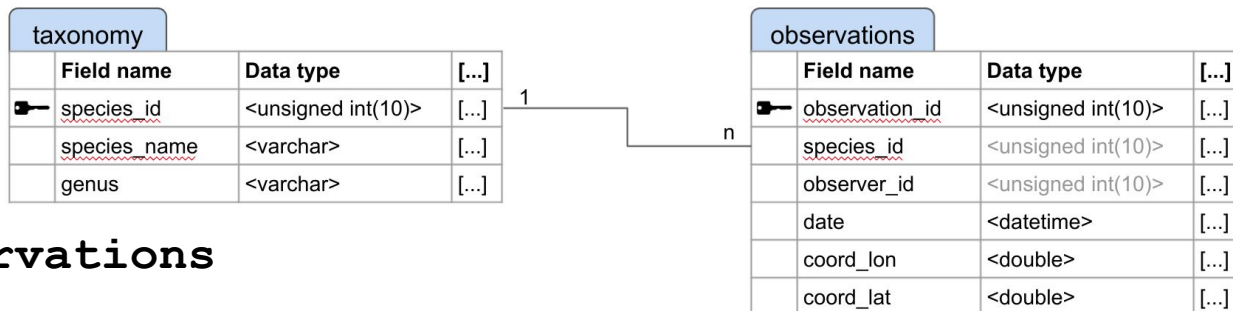 taxonomy
Field name Data type [...]
species_id <unsigned int(10)> [...]
species_name <varchar> [...]
genus <varchar> [...]
1
n
observations
Field name Data type [...]
observation_id <unsigned int(10)> [...]
species_id <unsigned int(10)> [...]
observer_id <unsigned int(10)> [...]
date <datetime> [...]
coord_lon <double> [...]
coord_lat <double> [...]
rvations